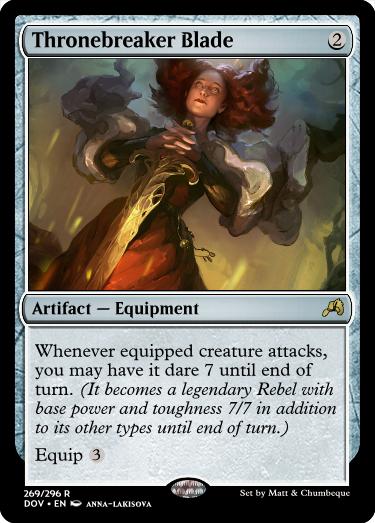 Thronebreaker Blade 2
Artifact — Equipment
Whenever equipped creature attacks,
you may have it dare 7 until end of
turn. (It becomes a legendary Rebel with
base power and toughness 7/7 in addition
to its other types until end of turn.)
Equip 3
269/296 R
DOV • EN ANNA-LAKISOVA
Set by Matt & Chumbeque